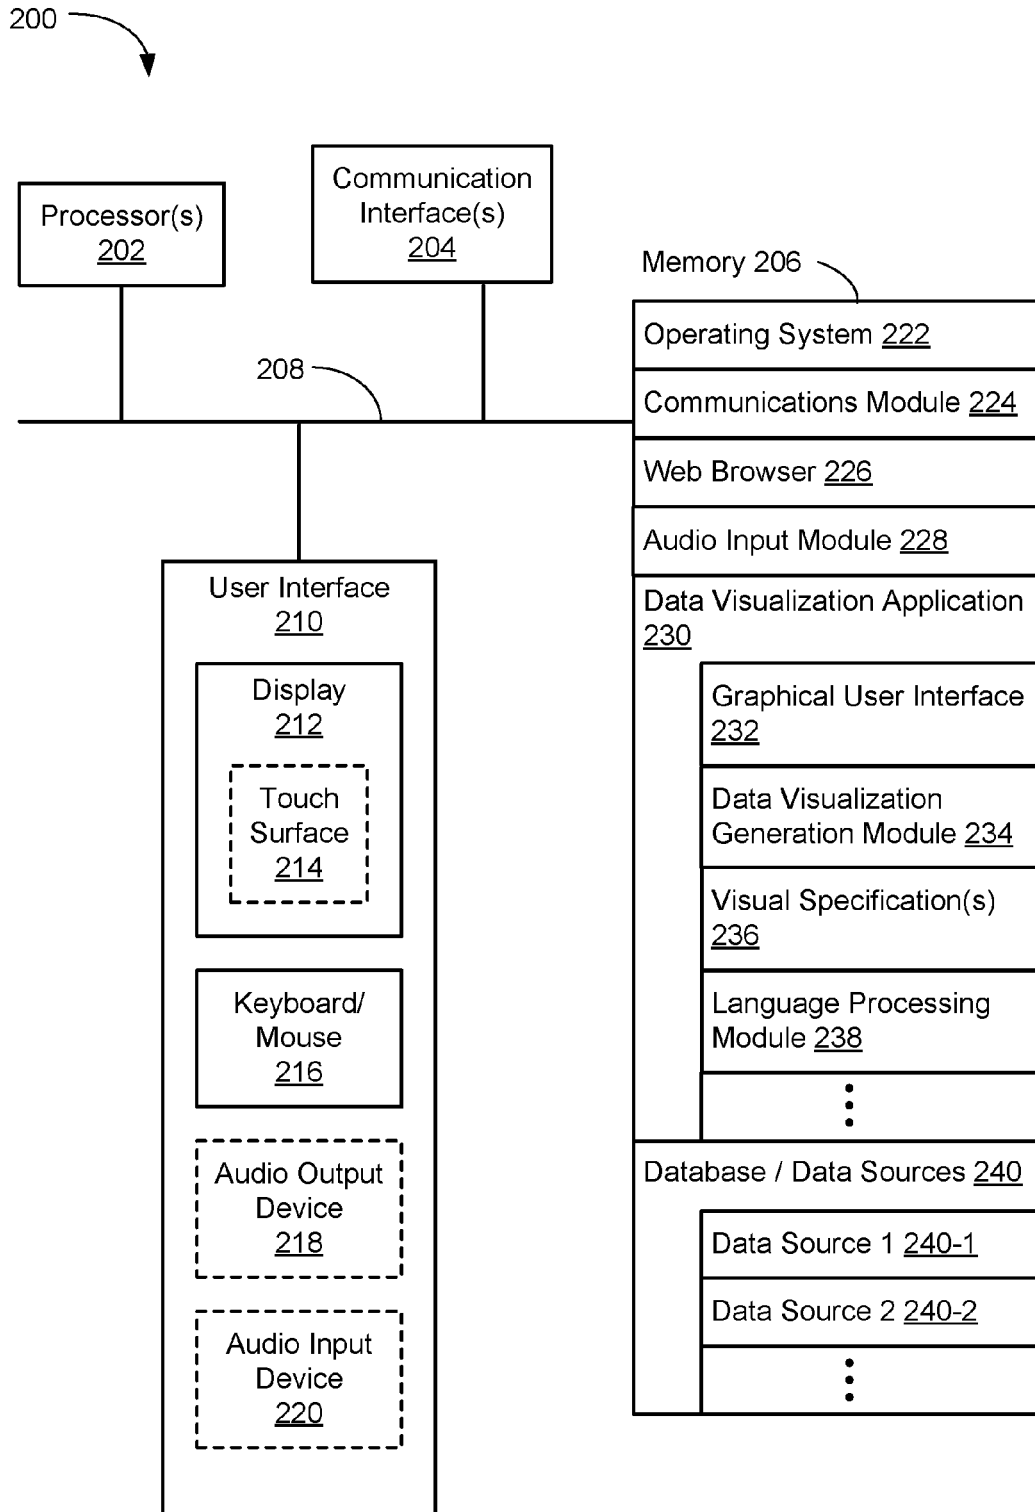 200
Processor(s)
202
Communication
Interface(s)
204
208
Memory 206
Operating System 222
Communications Module 224
Web Browser 226
Audio Input Module 228
Data Visualization Application
230
Graphical User Interface
232
Data Visualization
Generation Module 234
Visual Specification(s)
236
Language Processing
Module 238
Database / Data Sources 240
Data Source 1 240-1
Data Source 2 240-2
User Interface
210
Display
212
Touch
Surface
214
Keyboard/
Mouse
216
Audio Output
Device
218
Audio Input
Device
220